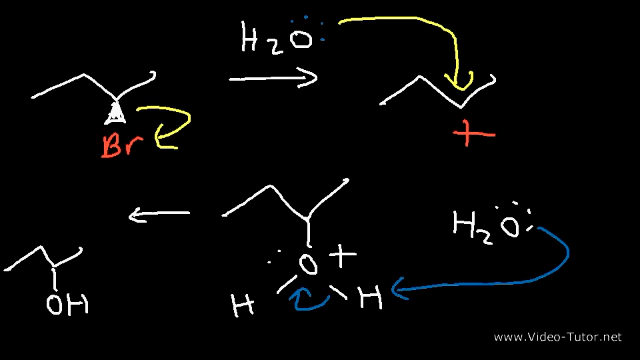 H2O
Br
+
O +
H H
H2O
OH
www.Video-Tutor.net